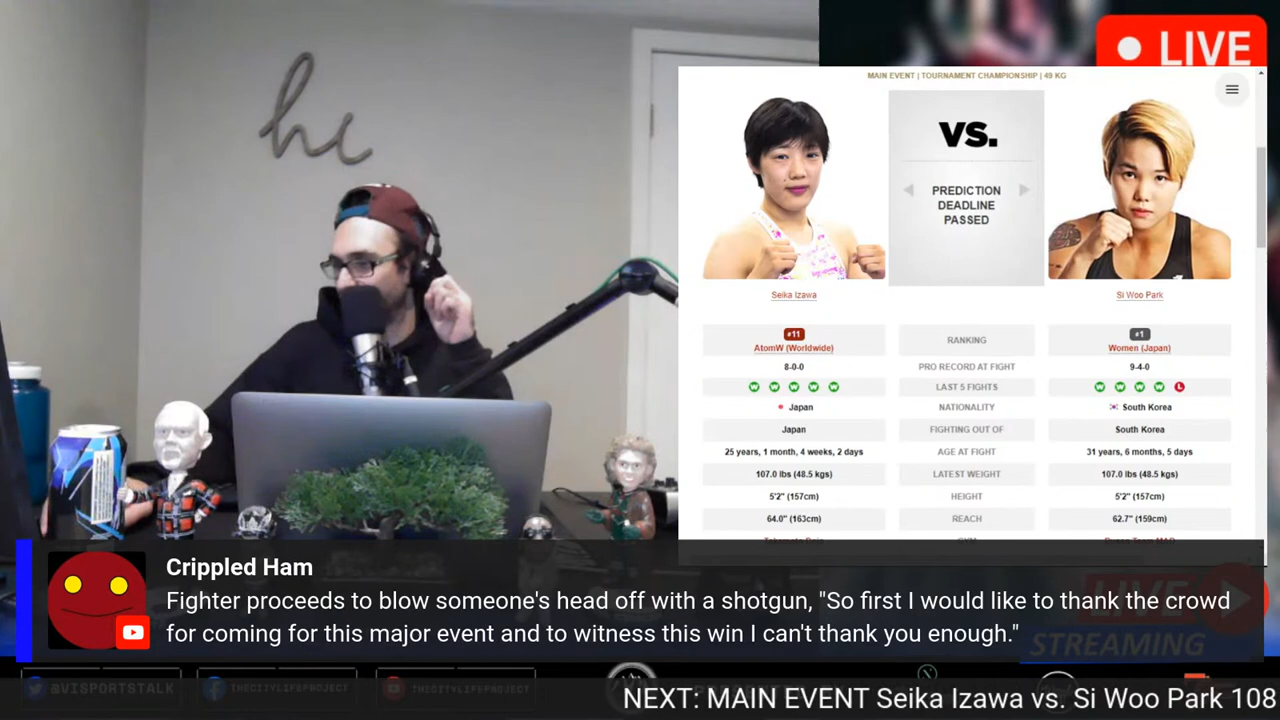 hi
LIVE
MAIN EVENT | TOURNAMENT CHAMPIONSHIP | 49 KG
VS.
PREDICTION
DEADLINE
PASSED
Seika Izawa
Si Woo Park
#11
AtomW (Worldwide)
RANKING
#1
Women (Japan)
8-0-0
PRO RECORD AT FIGHT
9-4-0
W W W W W
LAST 5 FIGHTS
W W W W L
Japan
NATIONALITY
South Korea
Japan
FIGHTING OUT OF
South Korea
25 years, 1 month, 4 weeks, 2 days
AGE AT FIGHT
31 years, 6 months, 5 days
107.0 lbs (48.5 kgs)
LATEST WEIGHT
107.0 lbs (48.5 kgs)
5'2" (157cm)
HEIGHT
5'2" (157cm)
64.0" (163cm)
REACH
62.7" (159cm)
Crippled Ham
Fighter proceeds to blow someone's head off with a shotgun, "So first I would like to thank the crowd
for coming for this major event and to witness this win I can't thank you enough."
LIVE
STREAMING
@VISPORTSTALK
THECITYLIFEPROJECT
THECITYLIFEPROJECT
NEXT: MAIN EVENT Seika Izawa vs. Si Woo Park 108